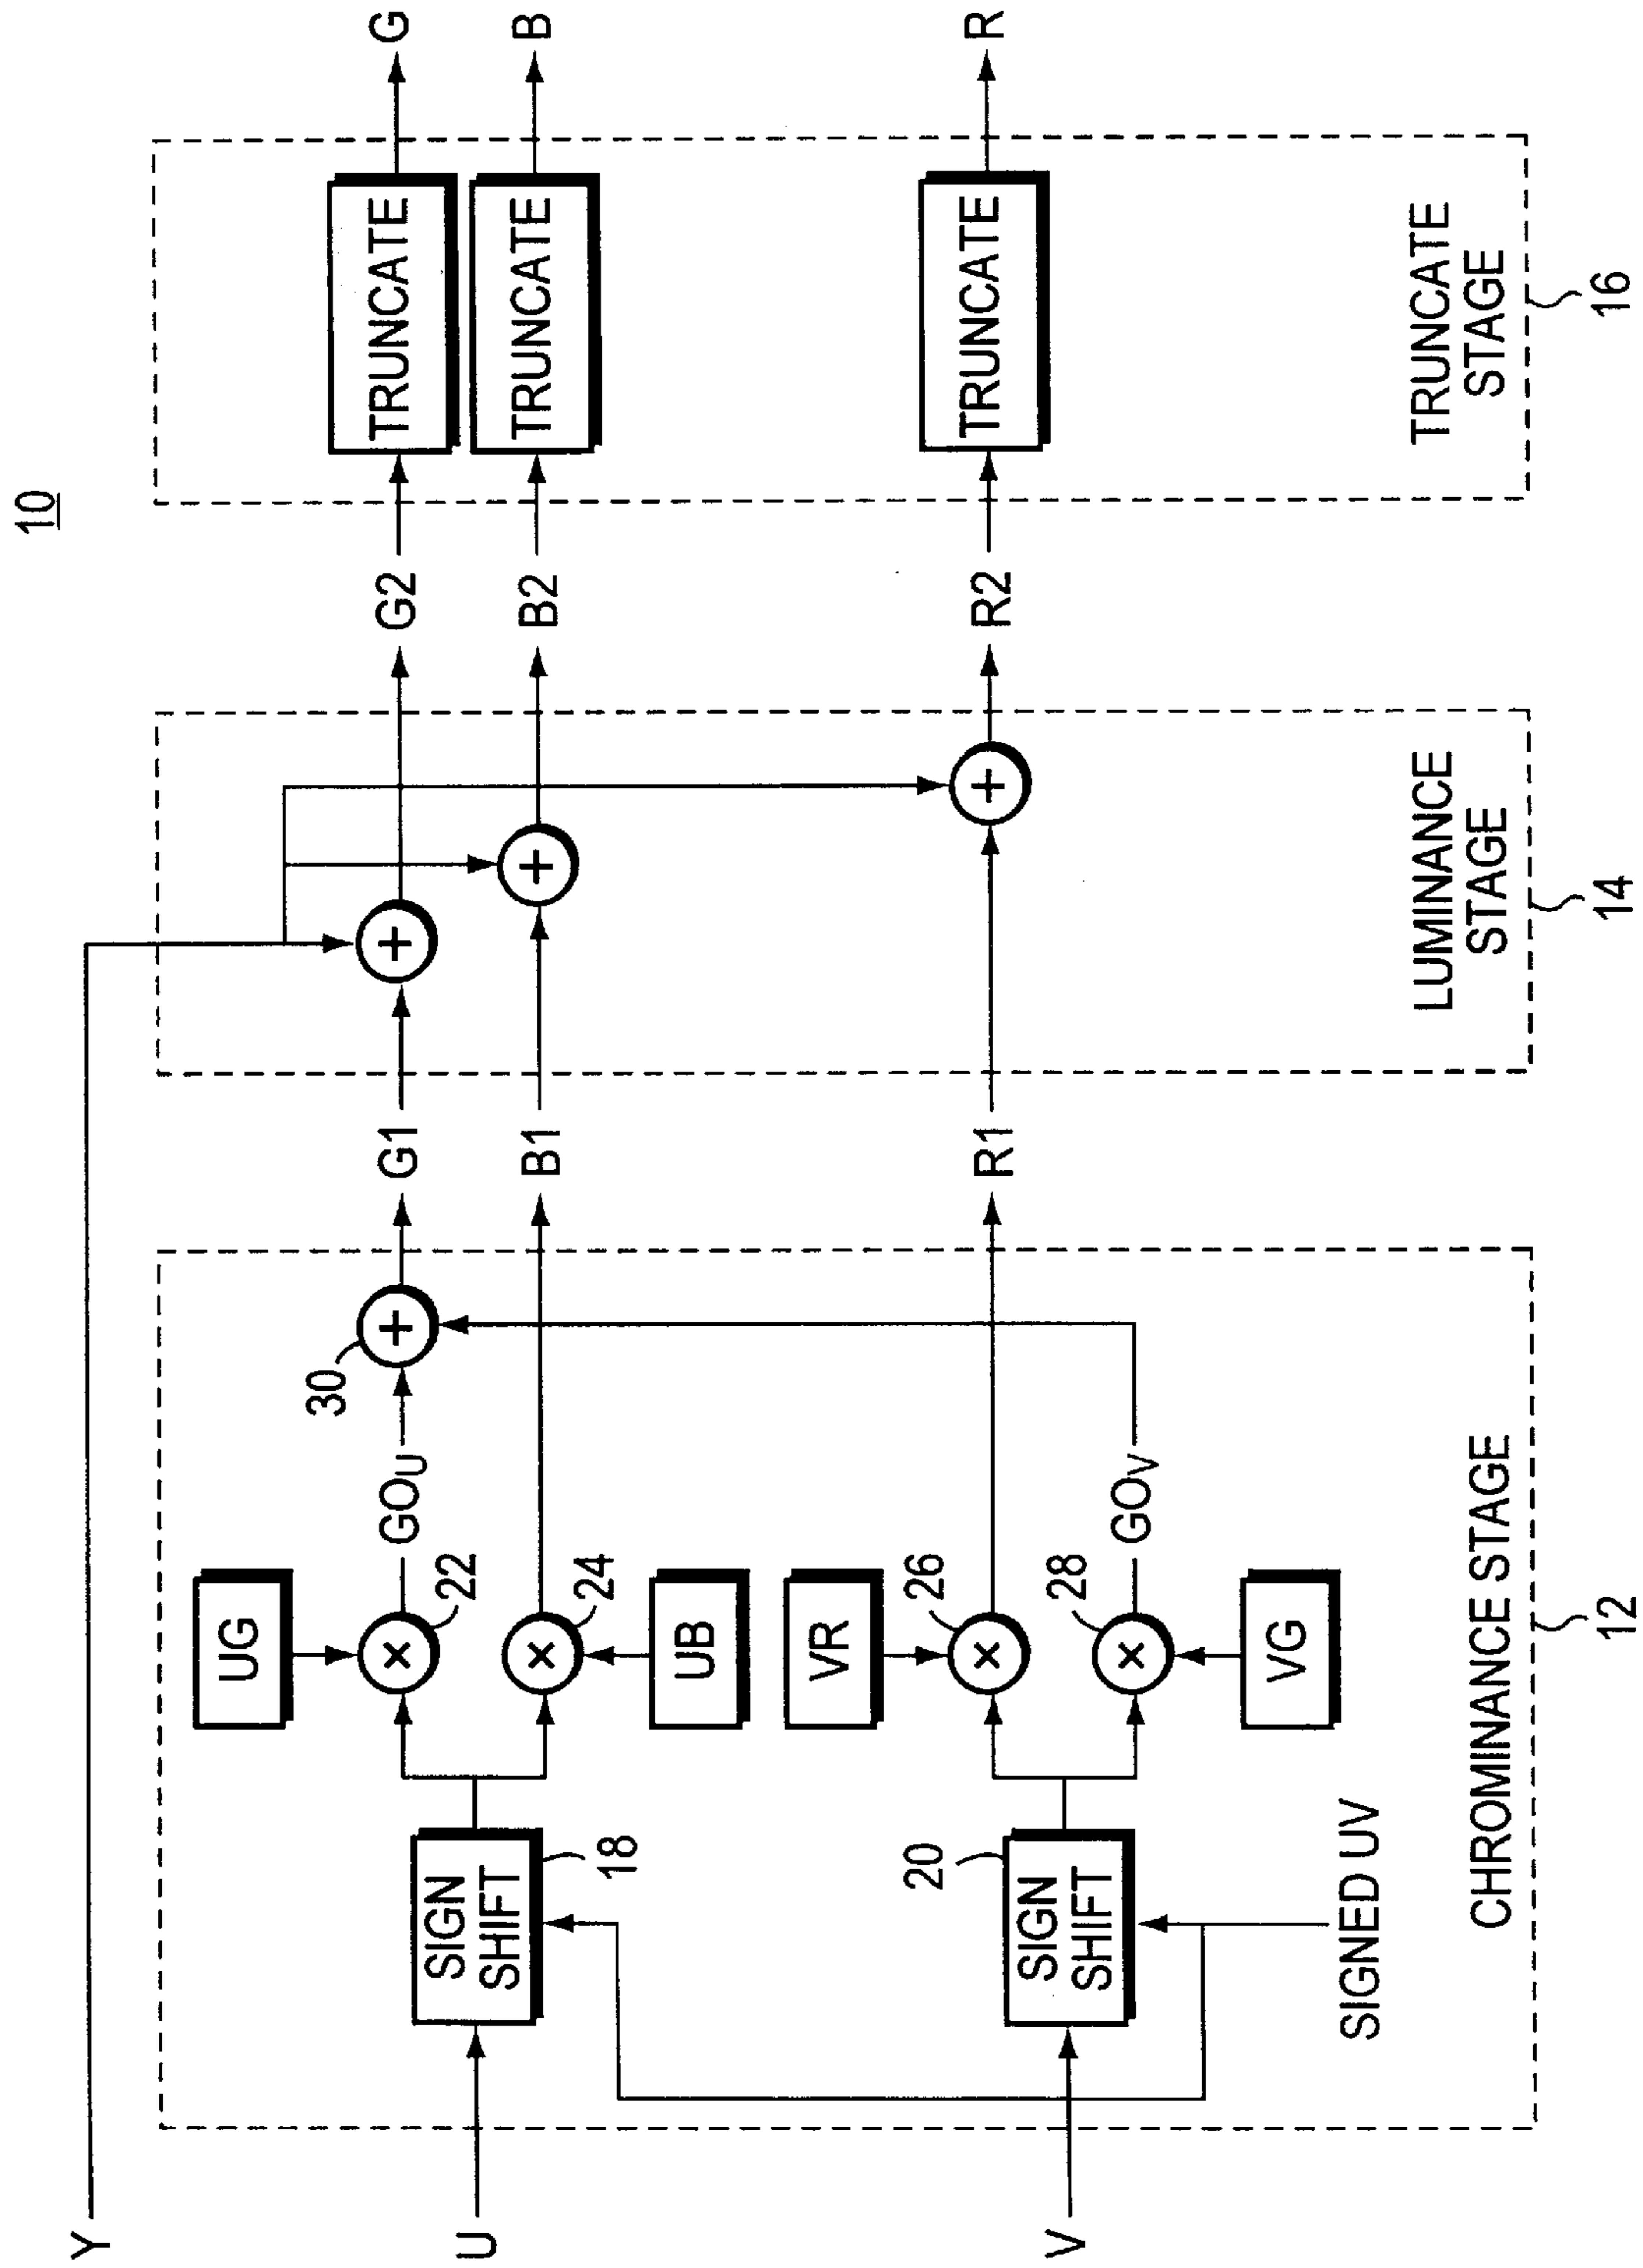 10
Y
U
V
SIGN
SHIFT
18
SIGN
SHIFT
20
SIGNED UV
UG
22
GOU
24
UB
VR
26
28
GOV
VG
30
CHROMINANCE STAGE
12
G1
B1
R1
LUMINANCE
STAGE
14
G2
B2
R2
TRUNCATE
TRUNCATE
TRUNCATE
TRUNCATE
STAGE
16
G
B
R
+
+
+
+
×
×
×
×